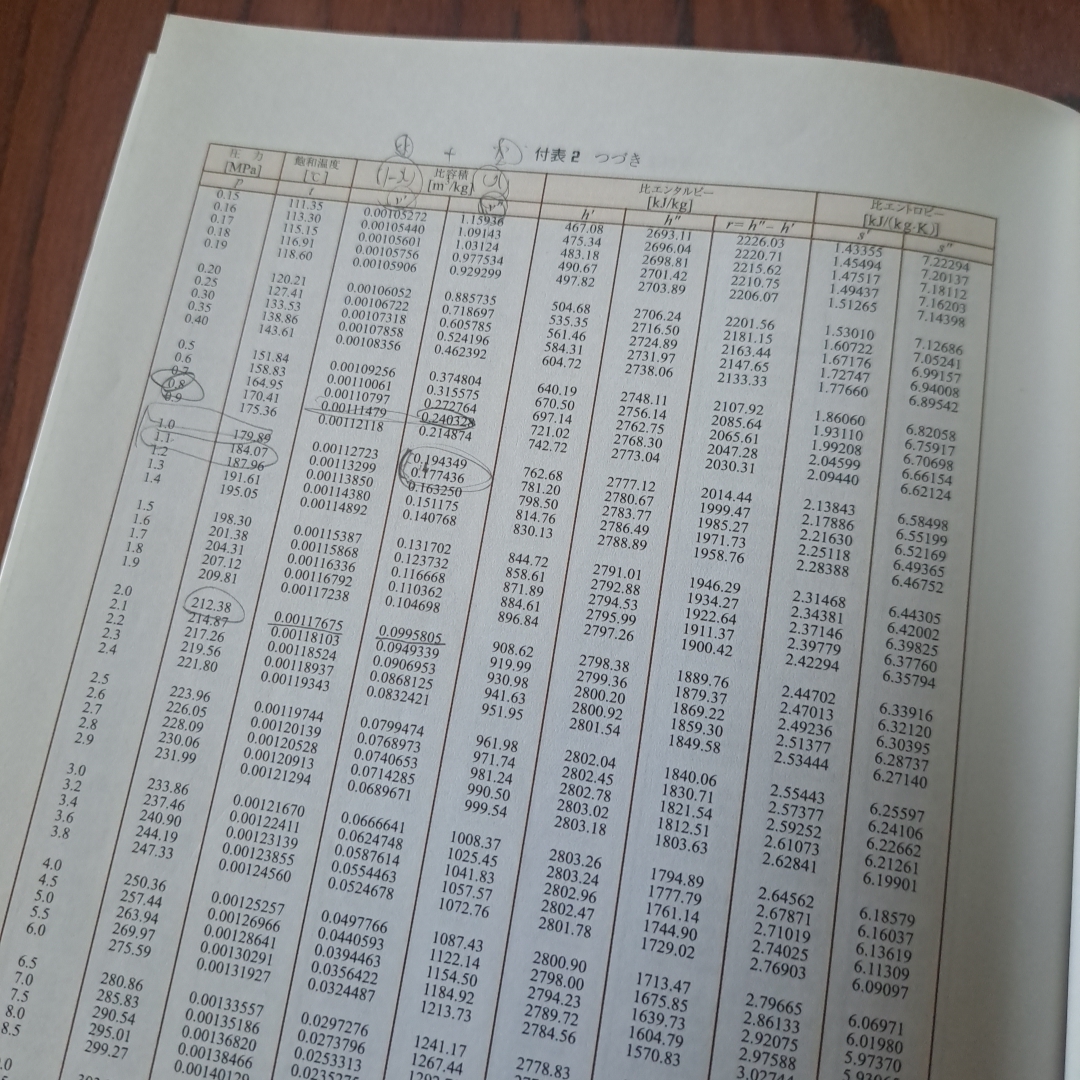 付表2 つづき
圧力 飽和温度 比容積 比エンタルピー 比エントロピー
[MPa] [℃] [m³/kg] [kJ/kg] [kJ/(kg·K)]
p t v′ v″ h′ h″ r=h″−h′ s′ s″
0.15 111.35 0.00105272 1.15936 467.08 2693.11 2226.03 1.43355 7.22294
0.16 113.30 0.00105440 1.09143 475.34 2696.04 2220.71 1.45494 7.20137
0.17 115.15 0.00105601 1.03124 483.18 2698.81 2215.62 1.47517 7.18112
0.18 116.91 0.00105756 0.977534 490.67 2701.42 2210.75 1.49437 7.16203
0.19 118.60 0.00105906 0.929299 497.82 2703.89 2206.07 1.51265 7.14398
0.20 120.21 0.00106052 0.885735 504.68 2706.24 2201.56 1.53010 7.12686
0.25 127.41 0.00106722 0.718697 535.35 2716.50 2181.15 1.60722 7.05241
0.30 133.53 0.00107318 0.605785 561.46 2724.89 2163.44 1.67176 6.99157
0.35 138.86 0.00107858 0.524196 584.31 2731.97 2147.65 1.72747 6.94008
0.40 143.61 0.00108356 0.462392 604.72 2738.06 2133.33 1.77660 6.89542
0.5 151.84 0.00109256 0.374804 640.19 2748.11 2107.92 1.86060 6.82058
0.6 158.83 0.00110061 0.315575 670.50 2756.14 2085.64 1.93110 6.75917
0.7 164.95 0.00110797 0.272764 697.14 2762.75 2065.61 1.99208 6.70698
0.8 170.41 0.00111479 0.240328 721.02 2768.30 2047.28 2.04599 6.66154
0.9 175.36 0.00112118 0.214874 742.72 2773.04 2030.31 2.09440 6.62124
1.0 179.89 0.00112723 0.194349 762.68 2777.12 2014.44 2.13843 6.58498
1.1 184.07 0.00113299 0.177436 781.20 2780.67 1999.47 2.17886 6.55199
1.2 187.96 0.00113850 0.163250 798.50 2783.77 1985.27 2.21630 6.52169
1.3 191.61 0.00114380 0.151175 814.76 2786.49 1971.73 2.25118 6.49365
1.4 195.05 0.00114892 0.140768 830.13 2788.89 1958.76 2.28388 6.46752
1.5 198.30 0.00115387 0.131702 844.72 2791.01 1946.29 2.31468 6.44305
1.6 201.38 0.00115868 0.123732 858.61 2792.88 1934.27 2.34381 6.42002
1.7 204.31 0.00116336 0.116668 871.89 2794.53 1922.64 2.37146 6.39825
1.8 207.12 0.00116792 0.110362 884.61 2795.99 1911.37 2.39779 6.37760
1.9 209.81 0.00117238 0.104698 896.84 2797.26 1900.42 2.42294 6.35794
2.0 212.38 0.00117675 0.0995805 908.62 2798.38 1889.76 2.44702 6.33916
2.1 214.87 0.00118103 0.0949339 919.99 2799.36 1879.37 2.47013 6.32120
2.2 217.26 0.00118524 0.0906953 930.98 2800.20 1869.22 2.49236 6.30395
2.3 219.56 0.00118937 0.0868125 941.63 2800.92 1859.30 2.51377 6.28737
2.4 221.80 0.00119343 0.0832421 951.95 2801.54 1849.58 2.53444 6.27140
2.5 223.96 0.00119744 0.0799474 961.98 2802.04 1840.06 2.55443 6.25597
2.6 226.05 0.00120139 0.0768973 971.74 2802.45 1830.71 2.57377 6.24106
2.7 228.09 0.00120528 0.0740653 981.24 2802.78 1821.54 2.59252 6.22662
2.8 230.06 0.00120913 0.0714285 990.50 2803.02 1812.51 2.61073 6.21261
2.9 231.99 0.00121294 0.0689671 999.54 2803.18 1803.63 2.62841 6.19901
3.0 233.86 0.00121670 0.0666641 1008.37 2803.26 1794.89 2.64562 6.18579
3.2 237.46 0.00122411 0.0624748 1025.45 2803.24 1777.79 2.67871 6.16037
3.4 240.90 0.00123139 0.0587614 1041.83 2802.96 1761.14 2.71019 6.13619
3.6 244.19 0.00123855 0.0554463 1057.57 2802.47 1744.90 2.74025 6.11309
3.8 247.33 0.00124560 0.0524678 1072.76 2801.78 1729.02 2.76903 6.09097
4.0 250.36 0.00125257 0.0497766 1087.43 2800.90 1713.47 2.79665 6.06971
4.5 257.44 0.00126966 0.0440593 1122.14 2798.00 1675.85 2.86133 6.01980
5.0 263.94 0.00128641 0.0394463 1154.50 2794.23 1639.73 2.92075 5.97370
5.5 269.97 0.00130291 0.0356422 1184.92 2789.72 1604.79 2.97588
6.0 275.59 0.00131927 0.0324487 1213.73 2784.56 1570.83
6.5 280.86 0.00133557 0.0297276 1241.17 2778.83
7.0 285.83 0.00135186 0.0273796 1267.44
7.5 290.54 0.00136820 0.0253313
8.0 295.01 0.00138466
8.5 299.27 0.00140129